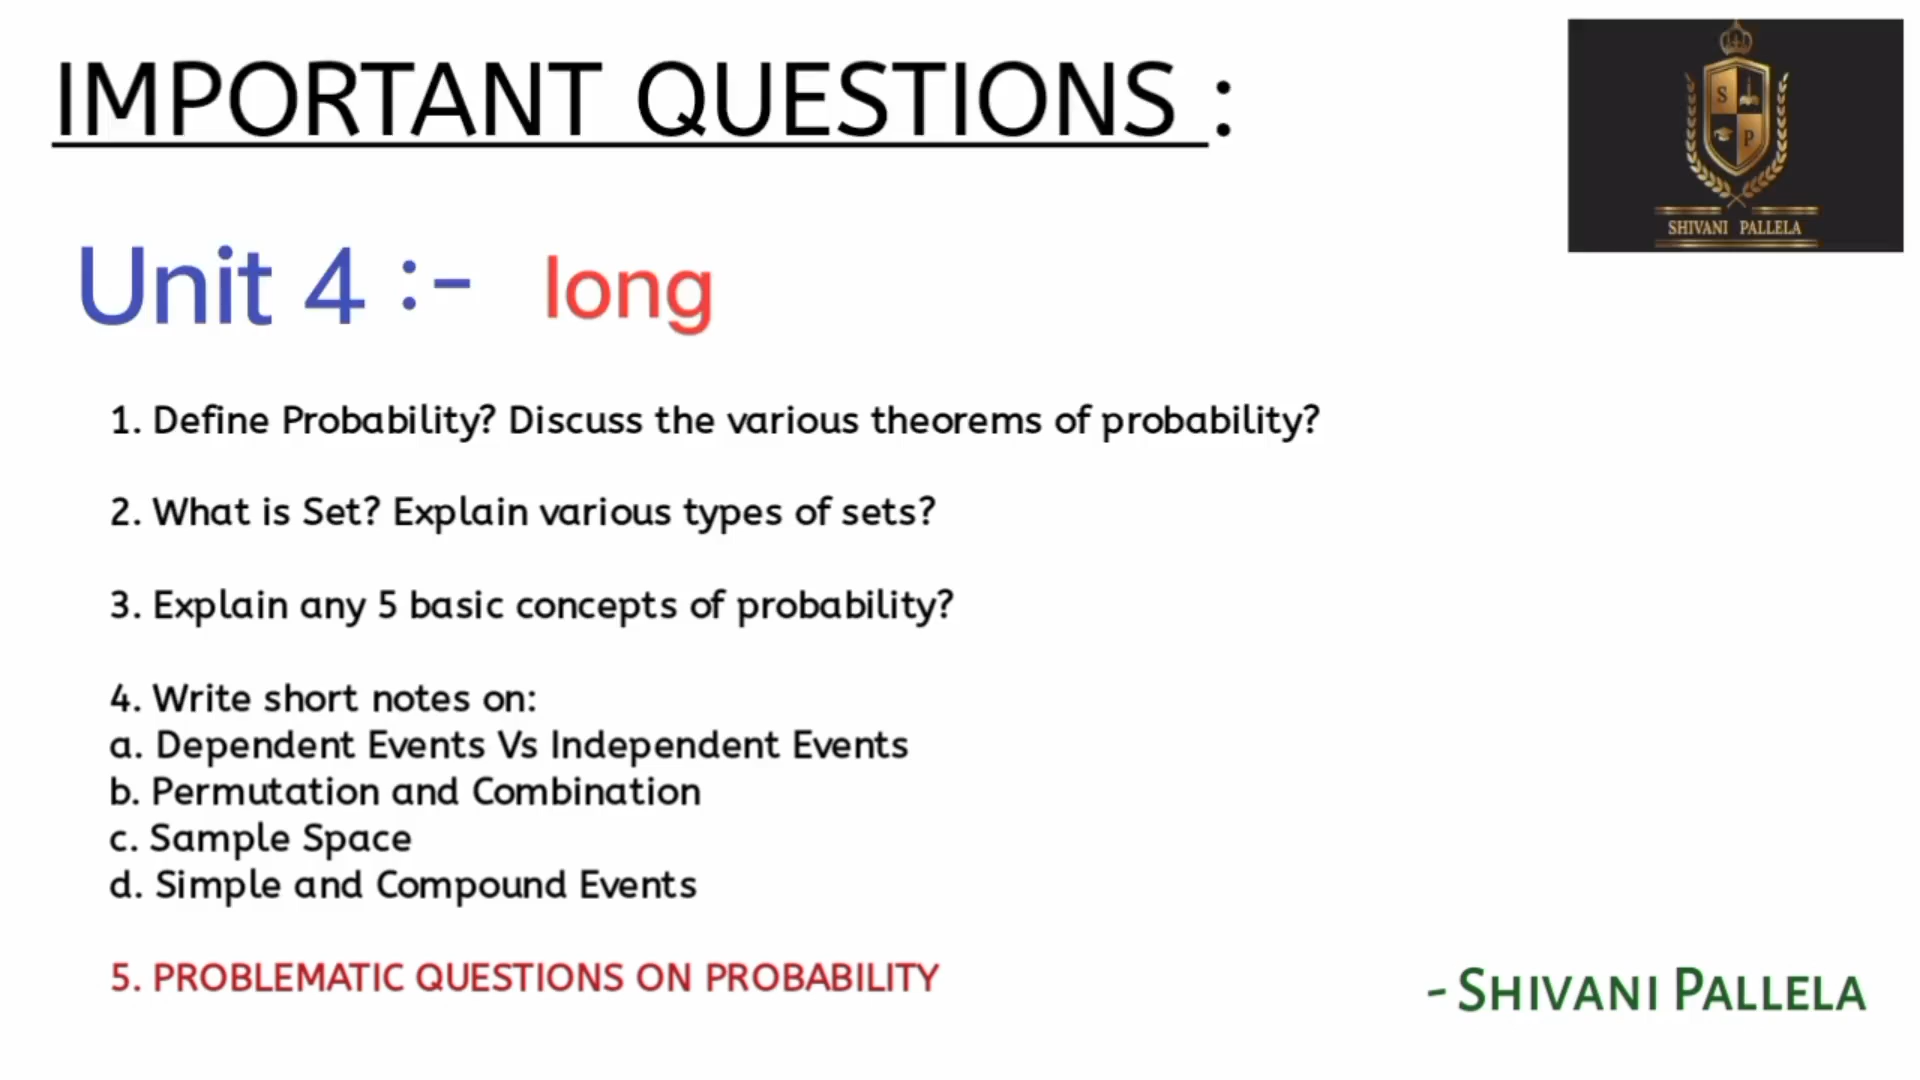 IMPORTANT QUESTIONS :
S
P
SHIVANI PALLELA
Unit 4 :- long
1. Define Probability? Discuss the various theorems of probability?
2. What is Set? Explain various types of sets?
3. Explain any 5 basic concepts of probability?
4. Write short notes on:
a. Dependent Events Vs Independent Events
b. Permutation and Combination
c. Sample Space
d. Simple and Compound Events
5. PROBLEMATIC QUESTIONS ON PROBABILITY
- SHIVANI PALLELA